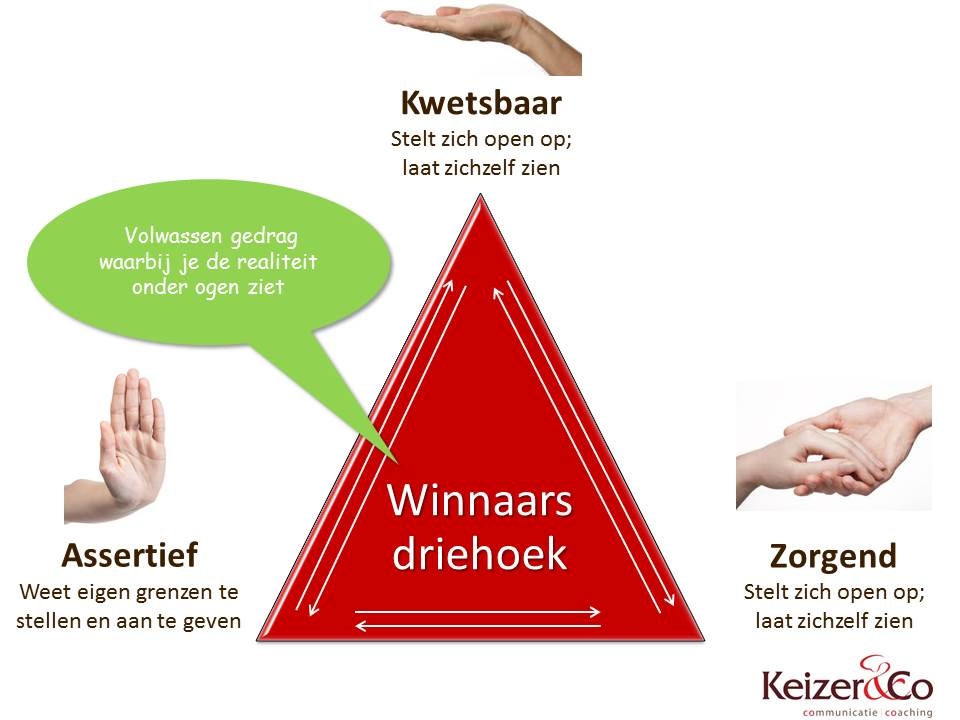 Kwetsbaar
Stelt zich open op;
laat zichzelf zien
Volwassen gedrag
waarbij je de realiteit
onder ogen ziet
Winnaars
driehoek
Assertief
Weet eigen grenzen te
stellen en aan te geven
Zorgend
Stelt zich open op;
laat zichzelf zien
Keizer&Co
communicatie | coaching